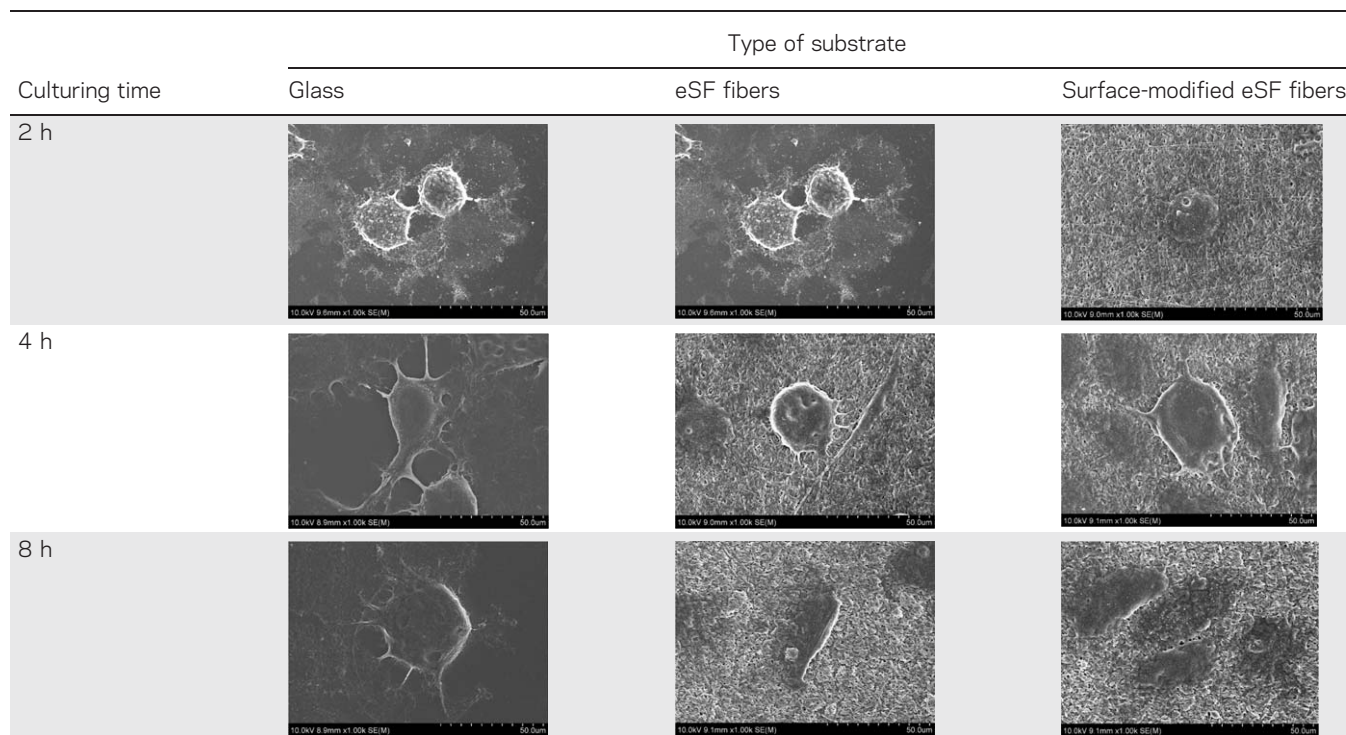 Type of substrate
Culturing time Glass eSF fibers Surface-modified eSF fibers
2 h
10.0kV 9.6mm x1.00k SE(M) 50.0um
10.0kV 9.6mm x1.00k SE(M) 50.0um
10.0kV 9.0mm x1.00k SE(M) 50.0um
4 h
10.0kV 8.9mm x1.00k SE(M) 50.0um
10.0kV 9.0mm x1.00k SE(M) 50.0um
10.0kV 9.1mm x1.00k SE(M) 50.0um
8 h
10.0kV 8.9mm x1.00k SE(M) 50.0um
10.0kV 9.1mm x1.00k SE(M) 50.0um
10.0kV 9.1mm x1.00k SE(M) 50.0um